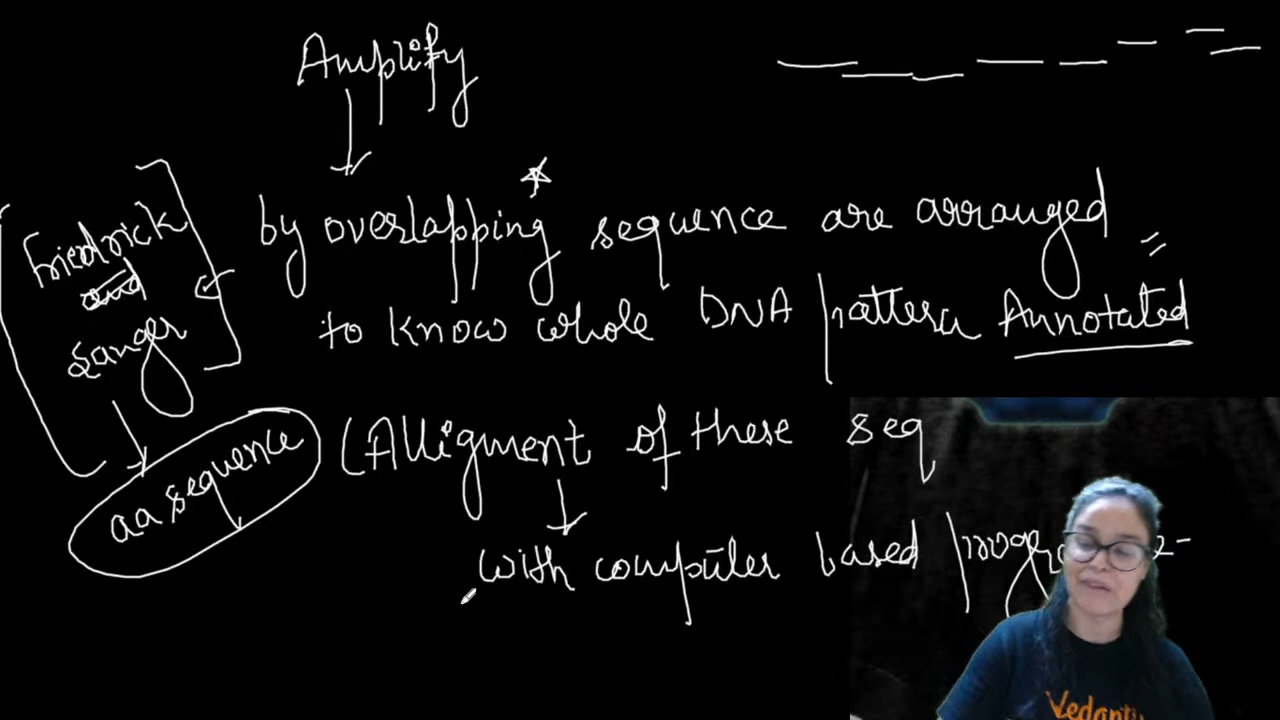 Amplify
by overlapping sequence are arranged
to know whole DNA pattern Annotated
Friedrick
and
Sanger
aa sequence
(Alligment of these seq
with computer based
Vedantu